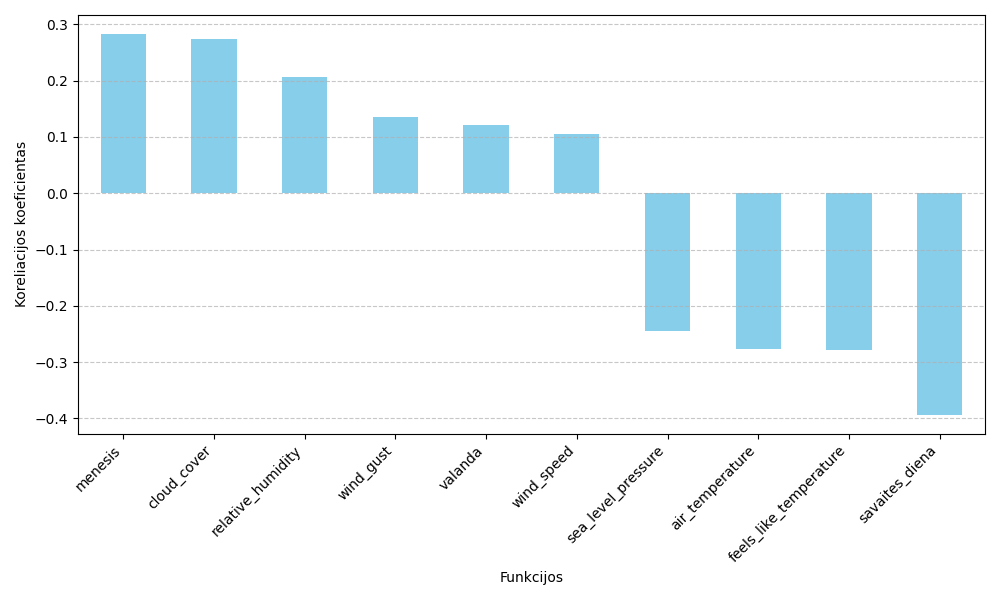 0.3
0.2
0.1
0.0
−0.1
−0.2
−0.3
−0.4
Koreliacijos koeficientas
menesis
cloud_cover
relative_humidity
wind_gust
valanda
wind_speed
sea_level_pressure
air_temperature
feels_like_temperature
savaites_diena
Funkcijos